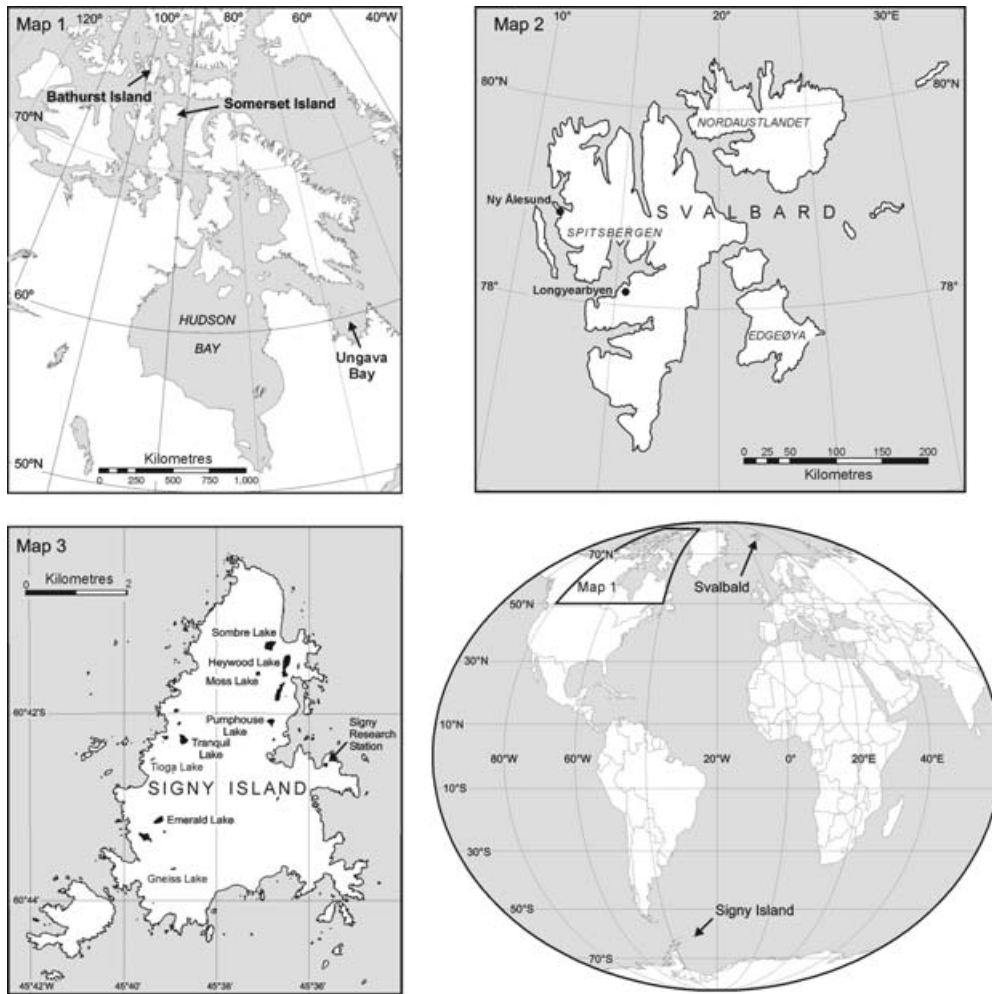 Map 1
120°
100°
80°
60°
40°W
Bathurst Island
Somerset Island
70°N
60°
HUDSON
BAY
Ungava
Bay
50°N
Kilometres
0 250 500 750 1,000
Map 2
10°
20°
30°E
80°N
80°N
NORDAUSTLANDET
Ny Ålesund
SVALBARD
SPITSBERGEN
78°
78°
Longyearbyen
EDGEØYA
0 25 50 100 150 200
Kilometres
Map 3
Kilometres
0 2
Sombre Lake
Heywood Lake
Moss Lake
60°42'S
Pumphouse
Lake
Signy
Research
Station
Tranquil
Lake
Tioga Lake
SIGNY ISLAND
Emerald Lake
Gneiss Lake
60°44'
45°42'W
45°40'
45°38'
45°36'
70°N
Map 1
Svalbald
50°N
30°N
10°N
80°W
60°W
40°W
20°W
0°
20°E
40°E
10°S
30°S
50°S
Signy Island
70°S